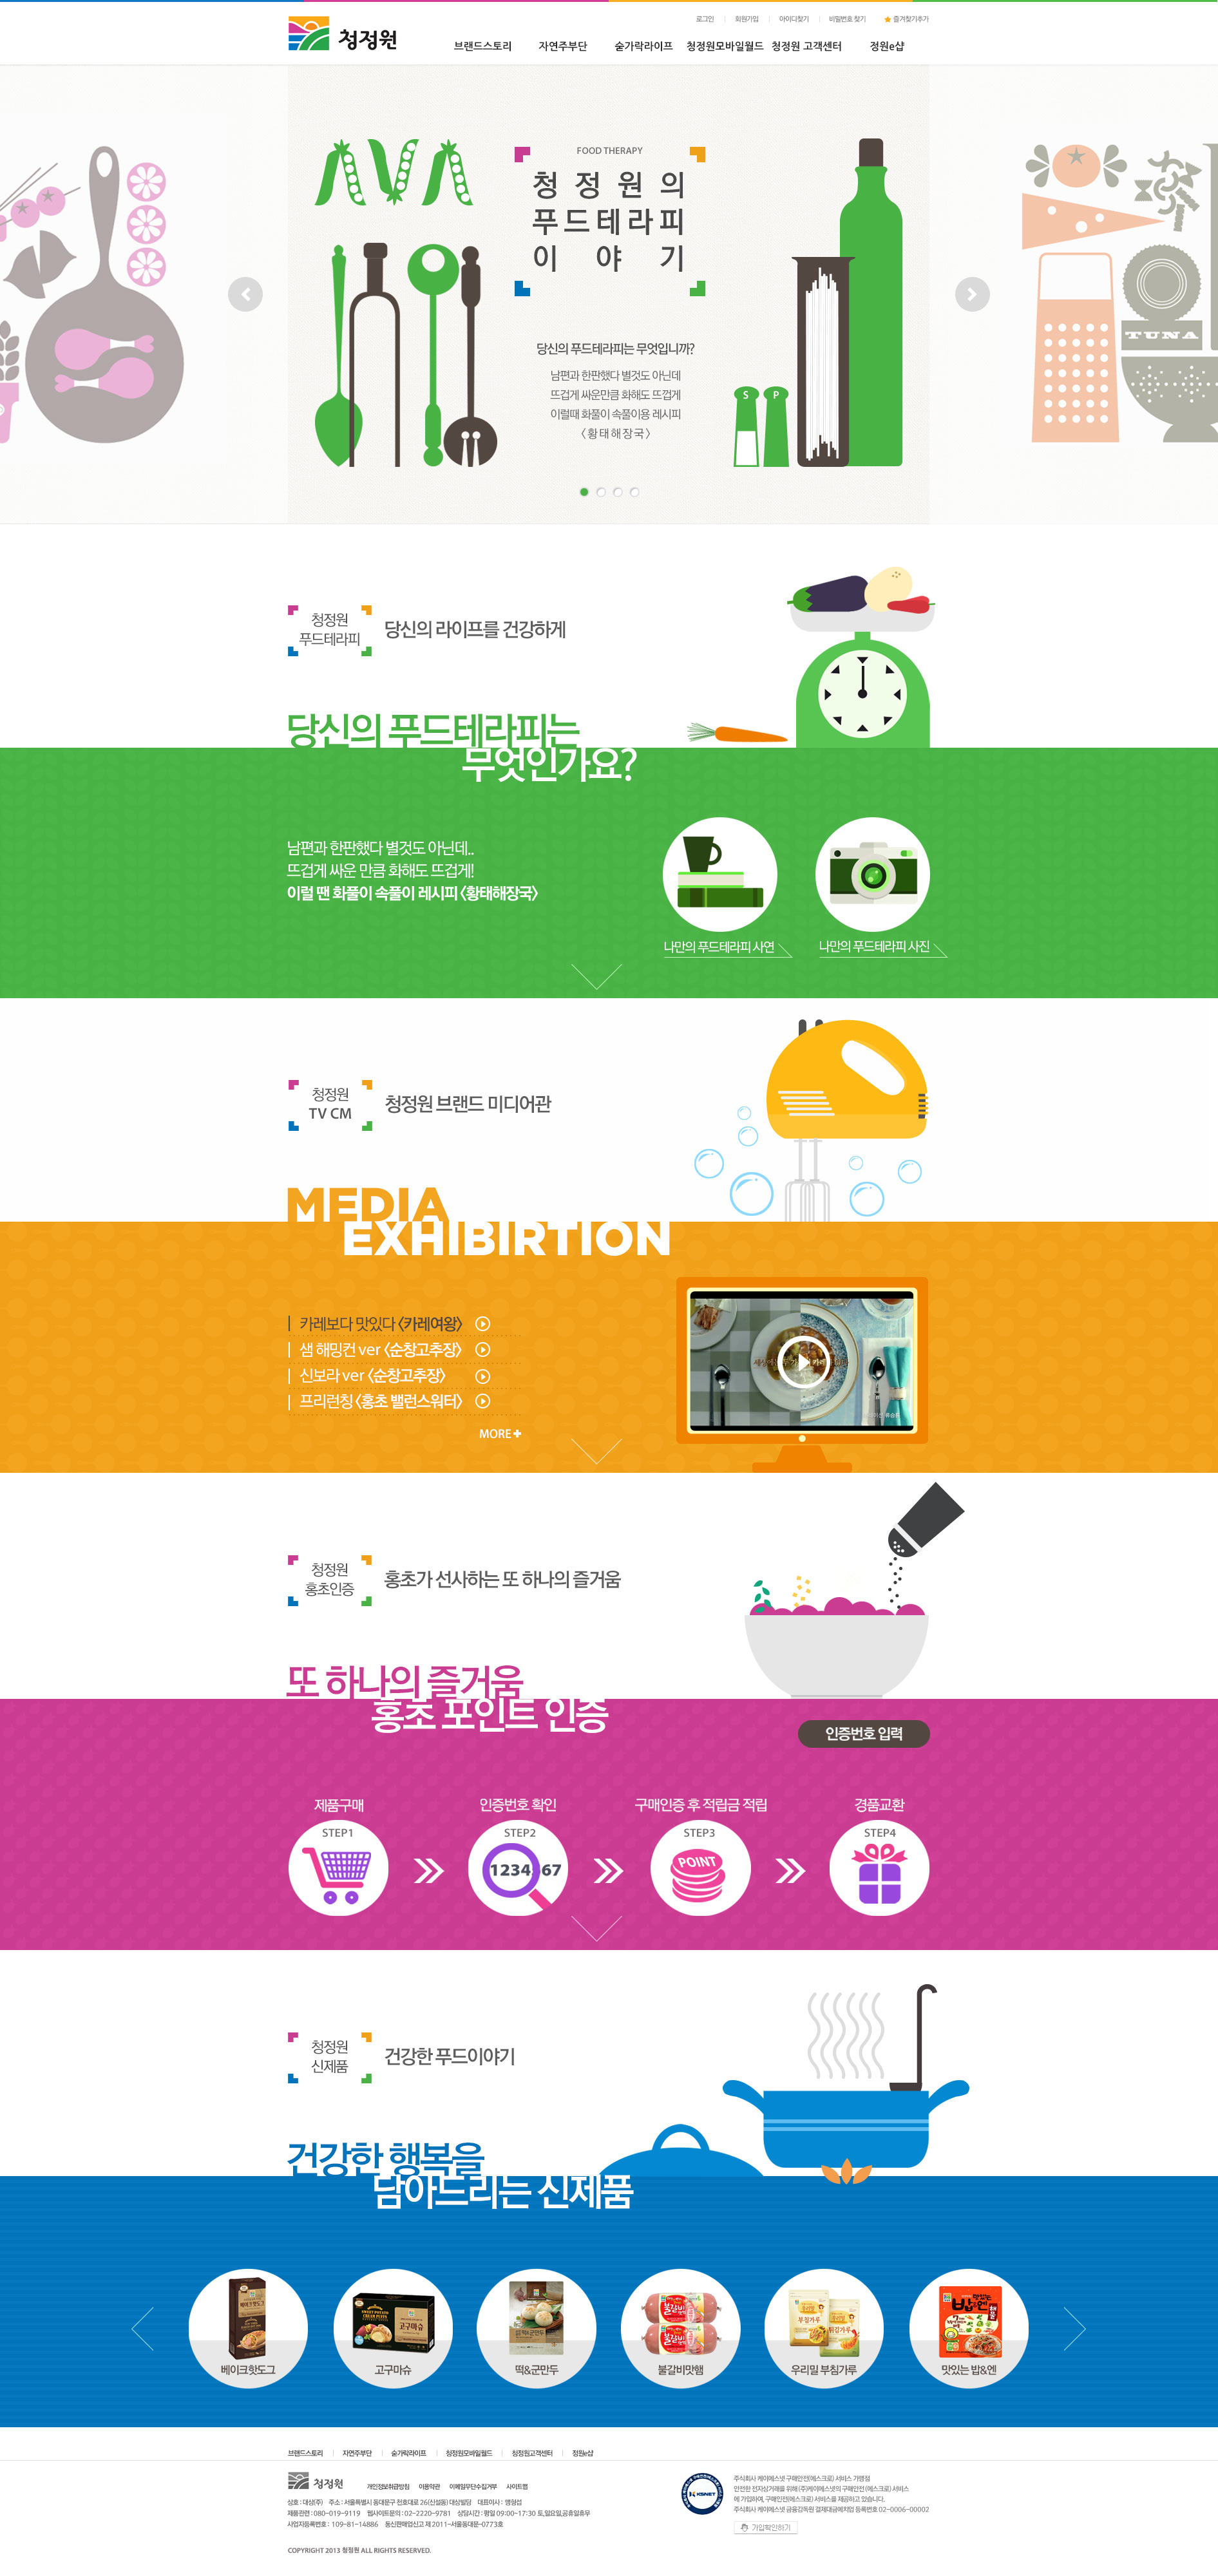 로그인 회원가입 아이디찾기 비밀번호 찾기 즐겨찾기추가
청정원
브랜드스토리 자연주부단 숟가락라이프 청정원모바일월드 청정원 고객센터 정원e샵
FOOD THERAPY
청정원의
푸드테라피
이야기
당신의 푸드테라피는 무엇입니까?
남편과 한판했다 별것도 아닌데
뜨겁게 싸운만큼 화해도 뜨겁게
이럴때 화풀이 속풀이용 레시피
<황태해장국>
S P
TUNA
청정원
푸드테라피
당신의 라이프를 건강하게
당신의 푸드테라피는
무엇인가요?
남편과 한판했다 별것도 아닌데..
뜨겁게 싸운 만큼 화해도 뜨겁게!
이럴 땐 화풀이 속풀이 레시피 <황태해장국>
나만의 푸드테라피 사연
나만의 푸드테라피 사진
청정원
TV CM
청정원 브랜드 미디어관
MEDIA
EXHIBIRTION
카레보다 맛있다 <카레여왕>
샘 해밍컨 ver <순창고추장>
신보라 ver <순창고추장>
프리런칭 <홍초 밸런스워터>
MORE+
청정원
홍초인증
홍초가 선사하는 또 하나의 즐거움
또 하나의 즐거움
홍초 포인트 인증
인증번호 입력
제품구매 인증번호 확인 구매인증 후 적립금 적립 경품교환
STEP1 STEP2 STEP3 STEP4
1234567
POINT
청정원
신제품
건강한 푸드이야기
건강한 행복을
담아드리는 신제품
고구마슈
불갈비맛
부침가루
튀김가루
밥&엔
베이크핫도그 고구마슈 떡&군만두 불갈비맛햄 우리밀 부침가루 맛있는 밥&엔
브랜드스토리 자연주부단 숟가락라이프 청정원모바일월드 청정원고객센터 정원e샵
청정원
개인정보취급방침 이용약관 이메일무단수집거부 사이트맵
상호 : 대상(주) 주소 : 서울특별시 동대문구 천호대로 26(신설동) 대상빌딩 대표이사 : 명형섭
제품관련 : 080-019-9119 웹사이트문의 : 02-2220-9781 상담시간 : 평일 09:00~17:30 토,일요일,공휴일휴무
사업자등록번호 : 109-81-14886 통신판매업신고 제 2011-서울동대문-0773호
COPYRIGHT 2013 청정원 ALL RIGHTS RESERVED.
KSNET
주식회사 케이에스넷 구매안전(에스크로) 서비스 가맹점
안전한 전자상거래을 위해 (주)케이에스넷의 구매안전 (에스크로) 서비스
에 가입하여, 구매안전(에스크로) 서비스를 제공하고 있습니다.
주식회사 케이에스넷 금융감독원 결제대금예치업 등록번호 02-0006-00002
가입확인하기